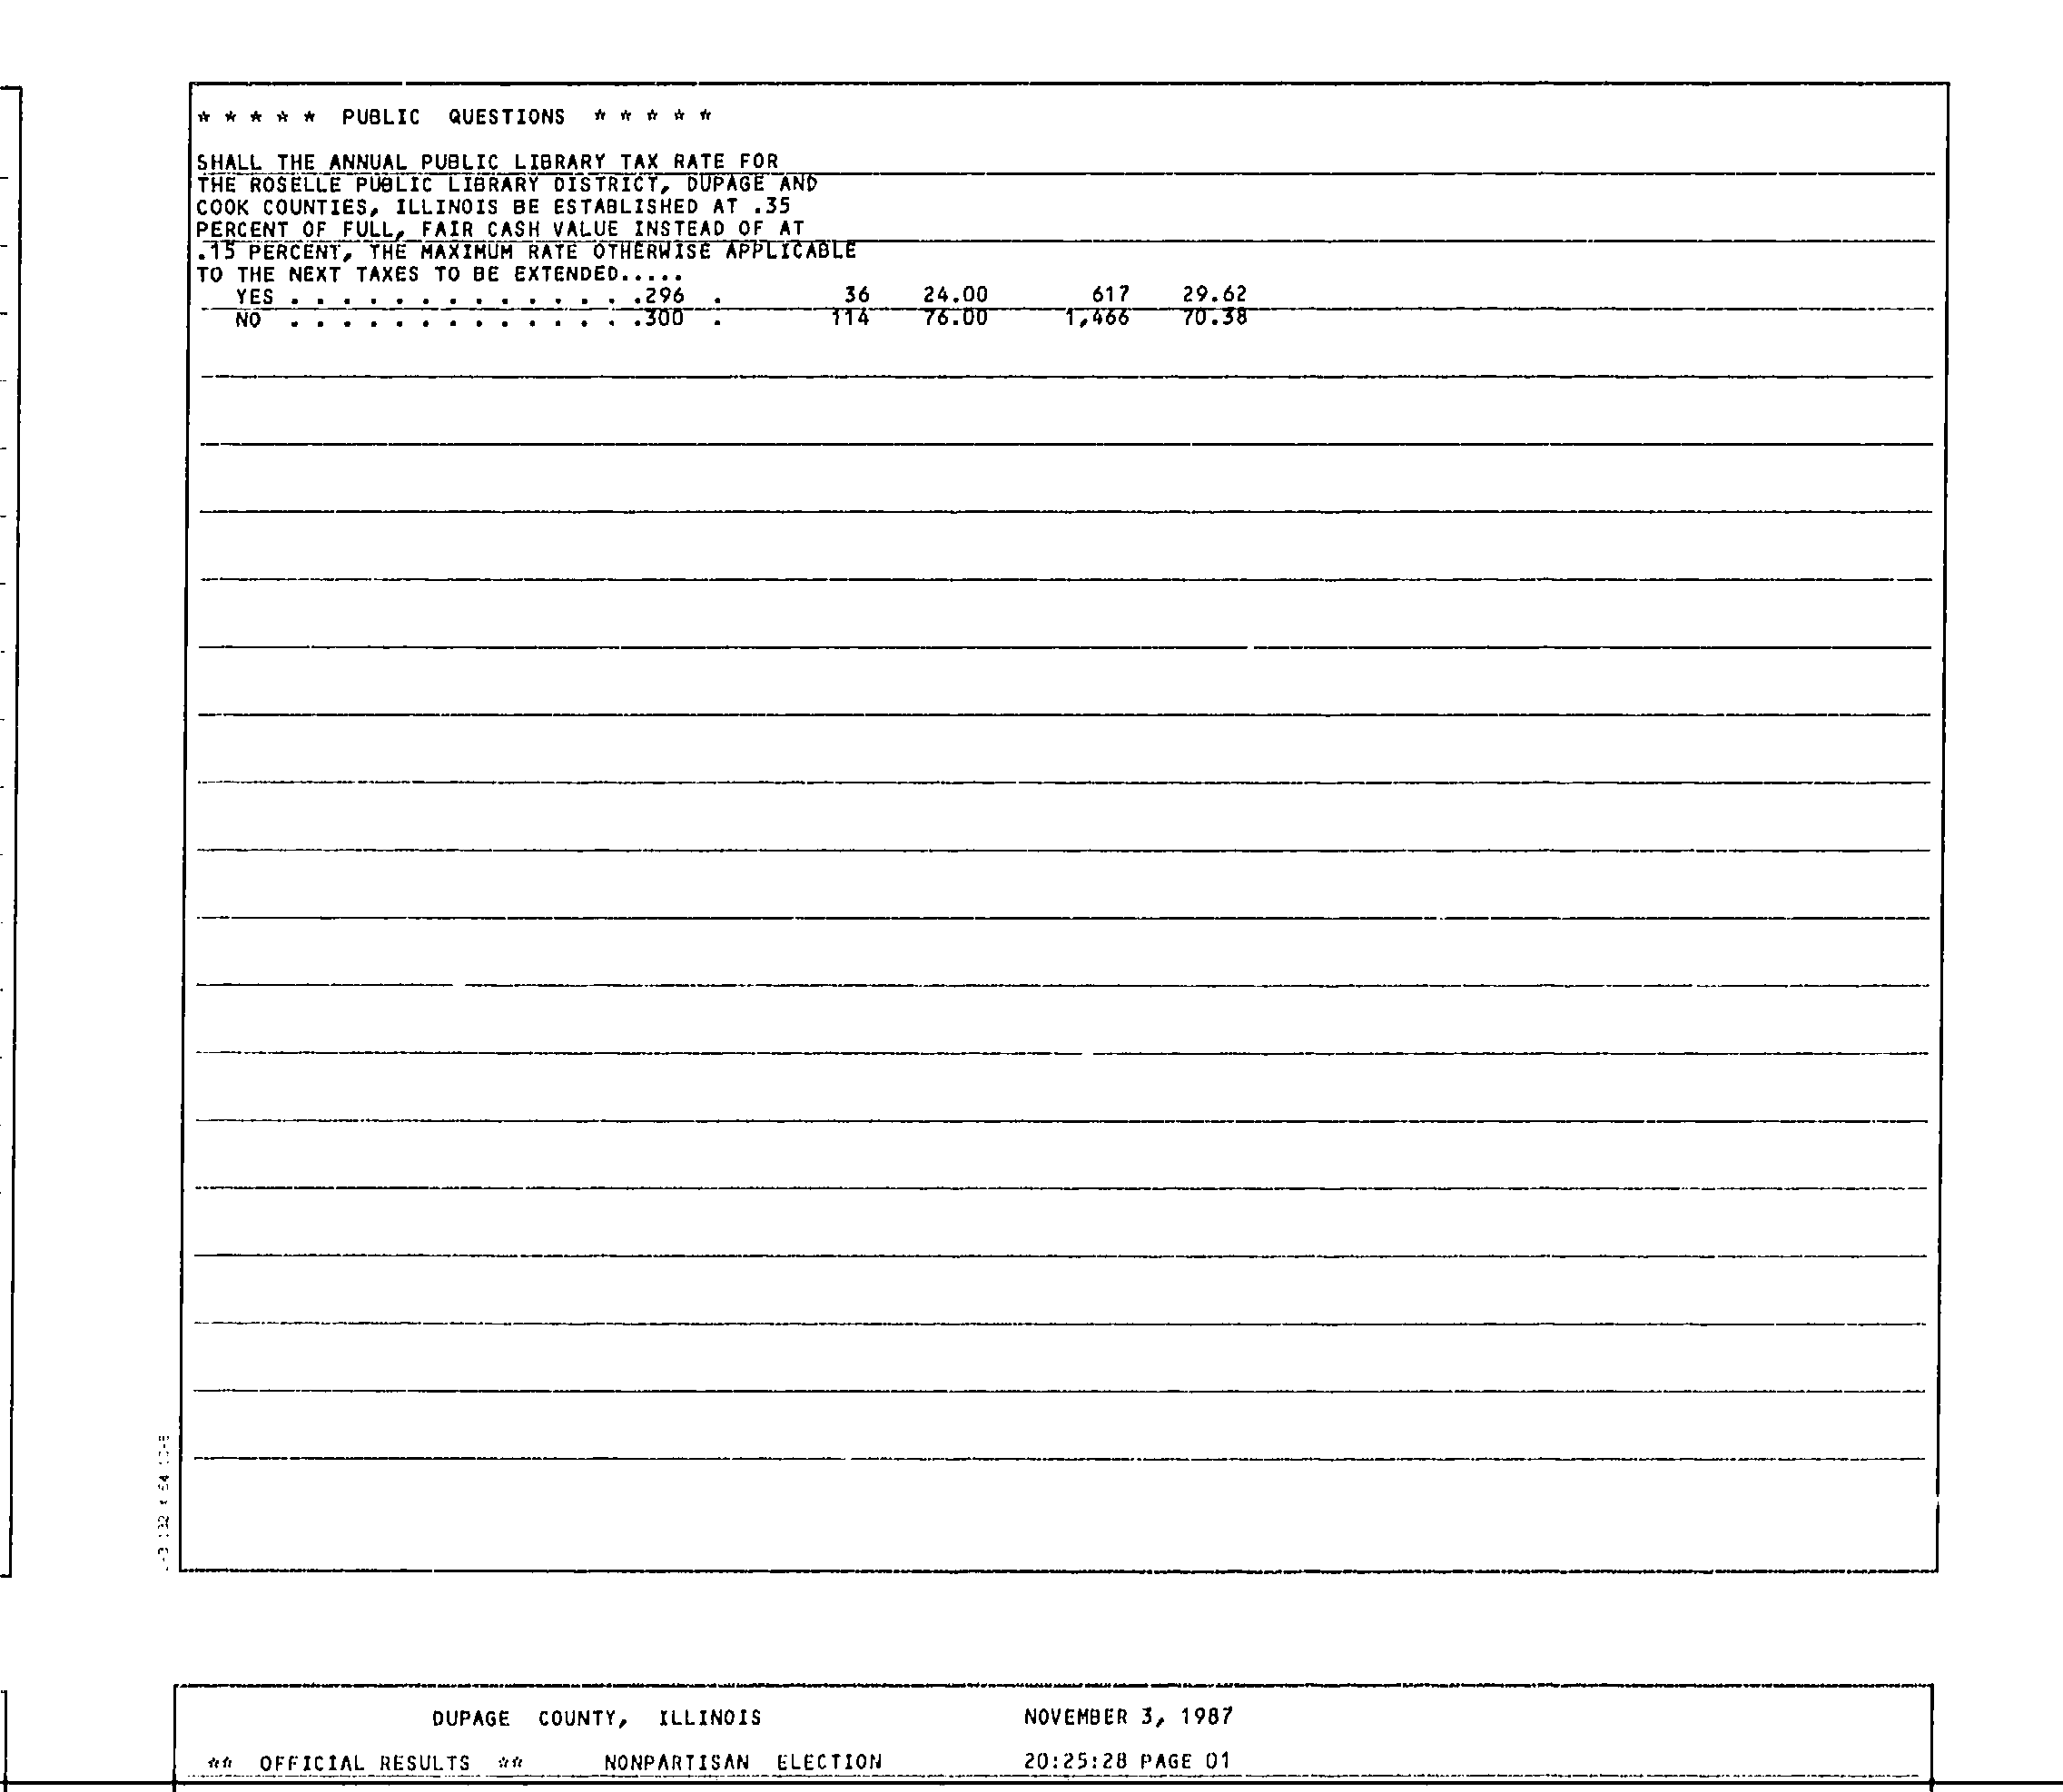 * * * * * PUBLIC QUESTIONS * * * * *
SHALL THE ANNUAL PUBLIC LIBRARY TAX RATE FOR
THE ROSELLE PUBLIC LIBRARY DISTRICT, DUPAGE AND
COOK COUNTIES, ILLINOIS BE ESTABLISHED AT .35
PERCENT OF FULL, FAIR CASH VALUE INSTEAD OF AT
.15 PERCENT, THE MAXIMUM RATE OTHERWISE APPLICABLE
TO THE NEXT TAXES TO BE EXTENDED.....
YES . . . . . . . . . . . . . .296 . 36 24.00 617 29.62
NO . . . . . . . . . . . . . .300 . 114 76.00 1,466 70.38
DUPAGE COUNTY, ILLINOIS NOVEMBER 3, 1987
** OFFICIAL RESULTS ** NONPARTISAN ELECTION 20:25:28 PAGE 01